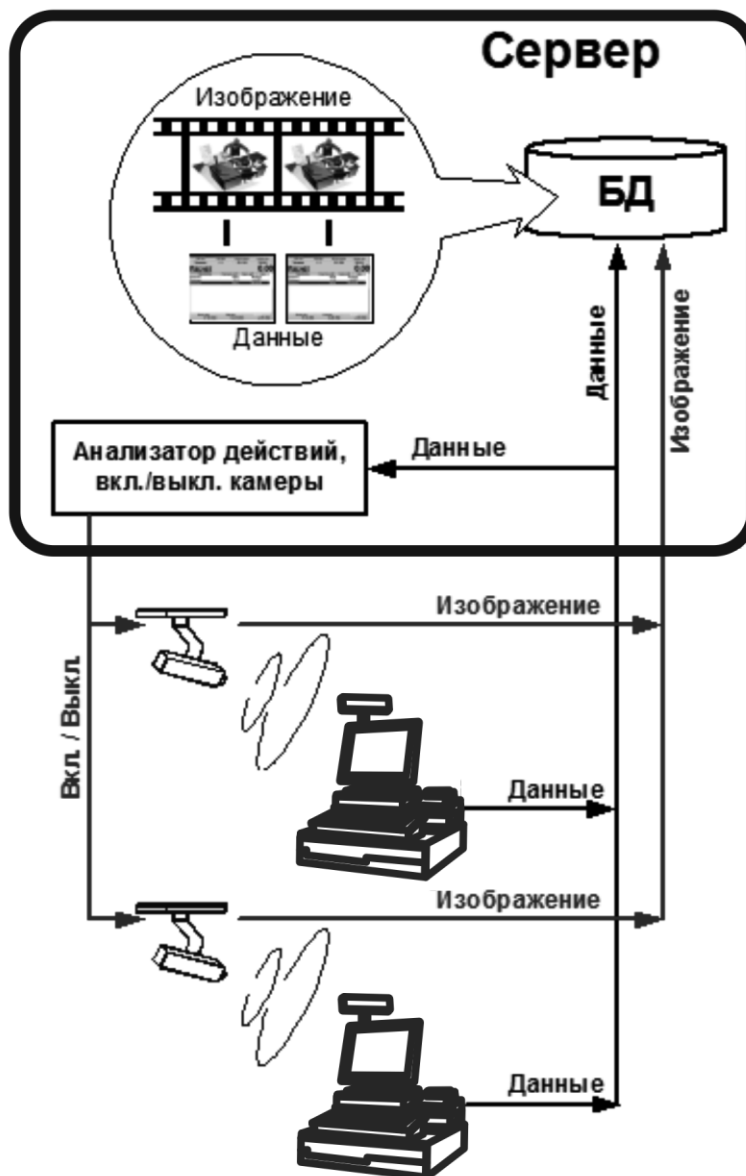 Сервер
Изображение
БД
Данные
Данные
Изображение
Анализатор действий,
вкл./выкл. камеры
Данные
Изображение
Вкл. / Выкл.
Данные
Изображение
Данные